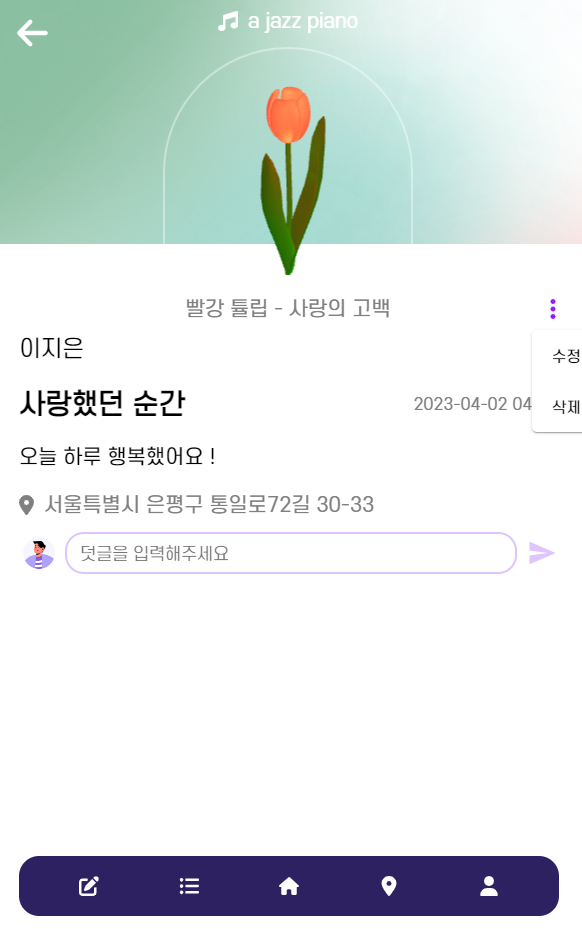 a jazz piano
빨강 튤립 - 사랑의 고백
이지은
수정
사랑했던 순간 2023-04-02 04
삭제
오늘 하루 행복했어요 !
서울특별시 은평구 통일로72길 30-33
덧글을 입력해주세요